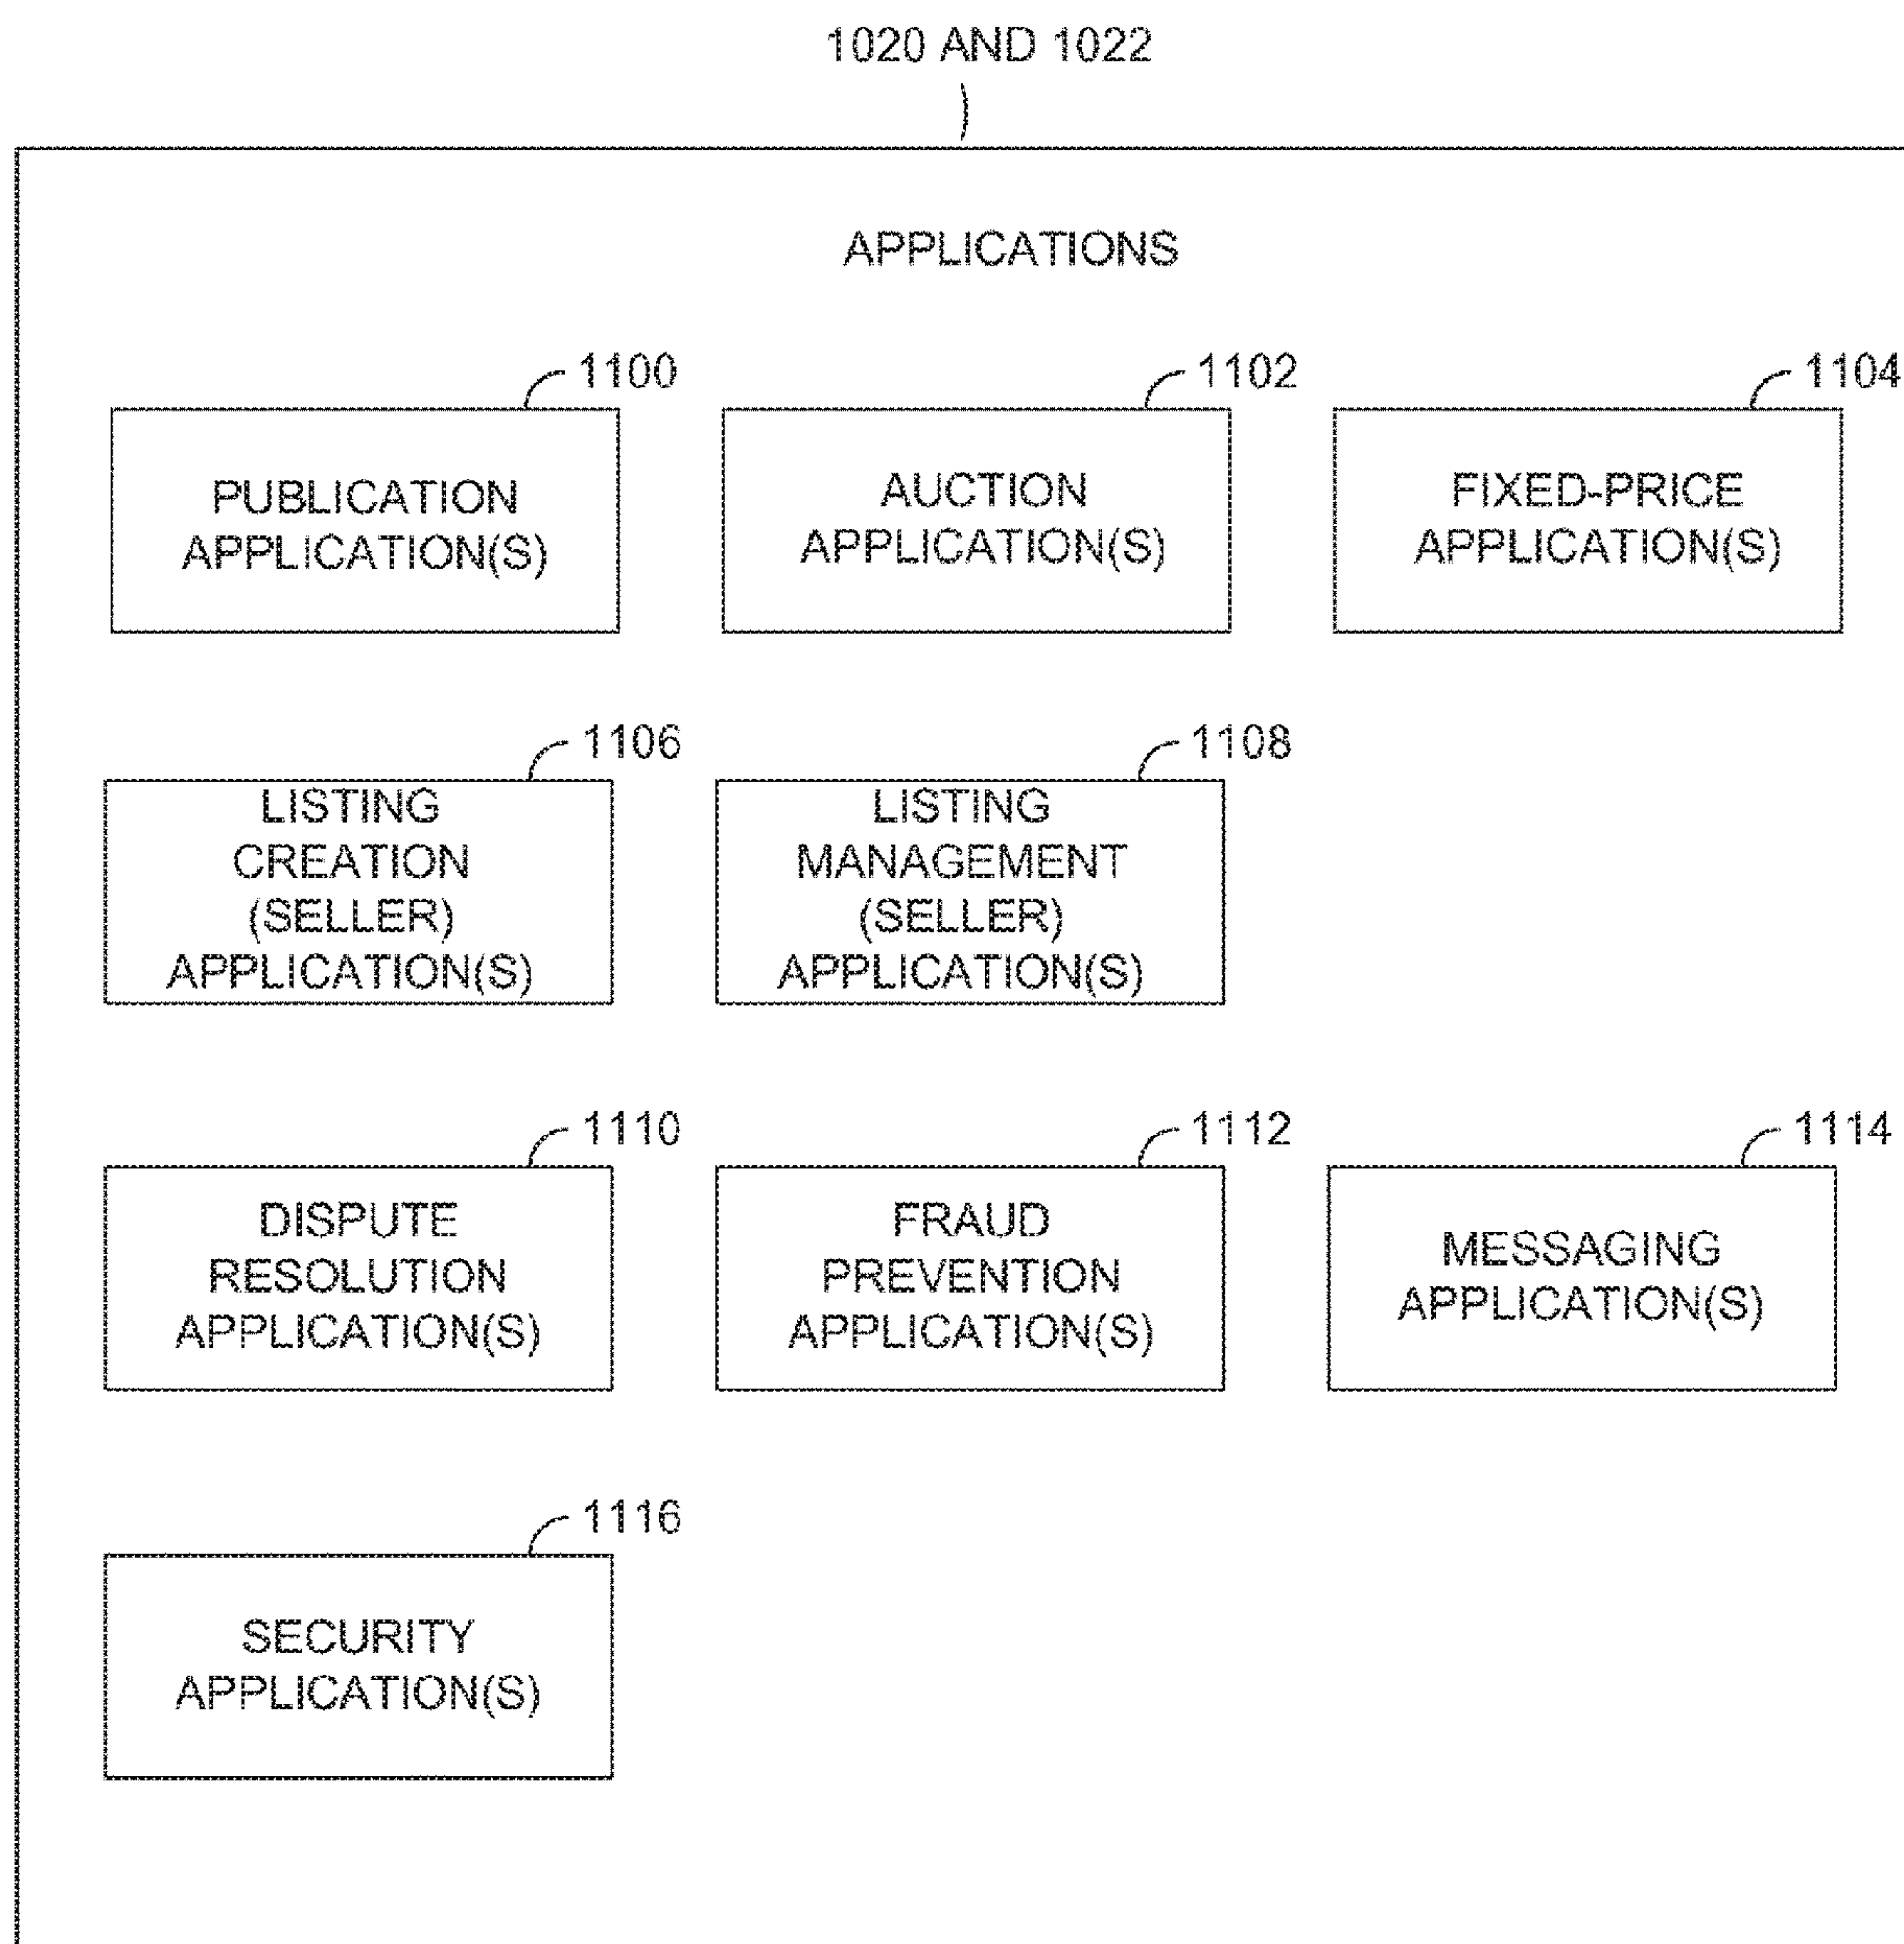 1020 AND 1022
APPLICATIONS
1100
PUBLICATION
APPLICATION(S)
1102
AUCTION
APPLICATION(S)
1104
FIXED-PRICE
APPLICATION(S)
1106
LISTING
CREATION
(SELLER)
APPLICATION(S)
1108
LISTING
MANAGEMENT
(SELLER)
APPLICATION(S)
1110
DISPUTE
RESOLUTION
APPLICATION(S)
1112
FRAUD
PREVENTION
APPLICATION(S)
1114
MESSAGING
APPLICATION(S)
1116
SECURITY
APPLICATION(S)